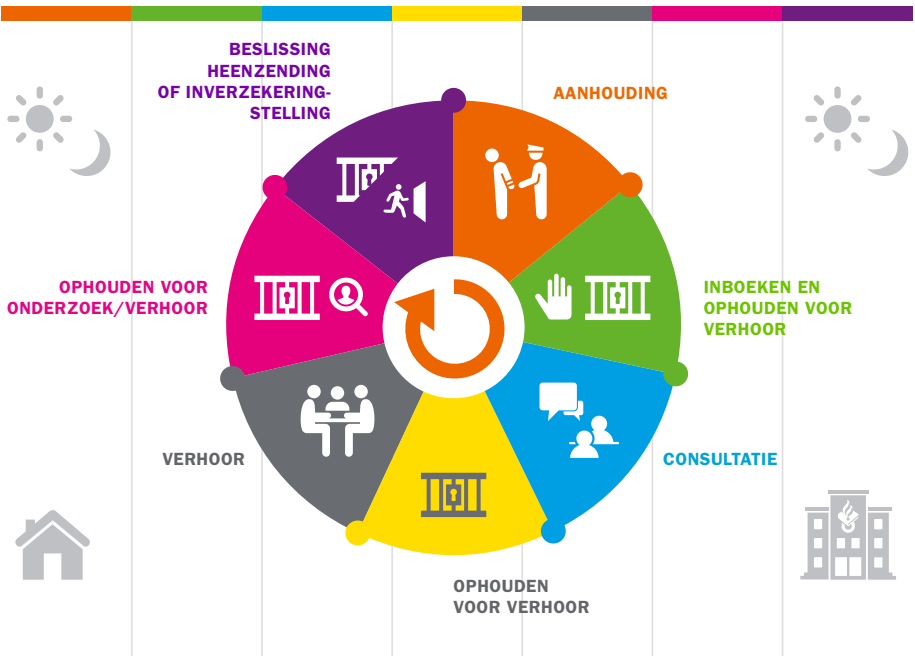 BESLISSING
HEENZENDING
OF INVERZEKERING-
STELLING
AANHOUDING
INBOEKEN EN
OPHOUDEN VOOR
VERHOOR
CONSULTATIE
OPHOUDEN
VOOR VERHOOR
VERHOOR
OPHOUDEN VOOR
ONDERZOEK/VERHOOR